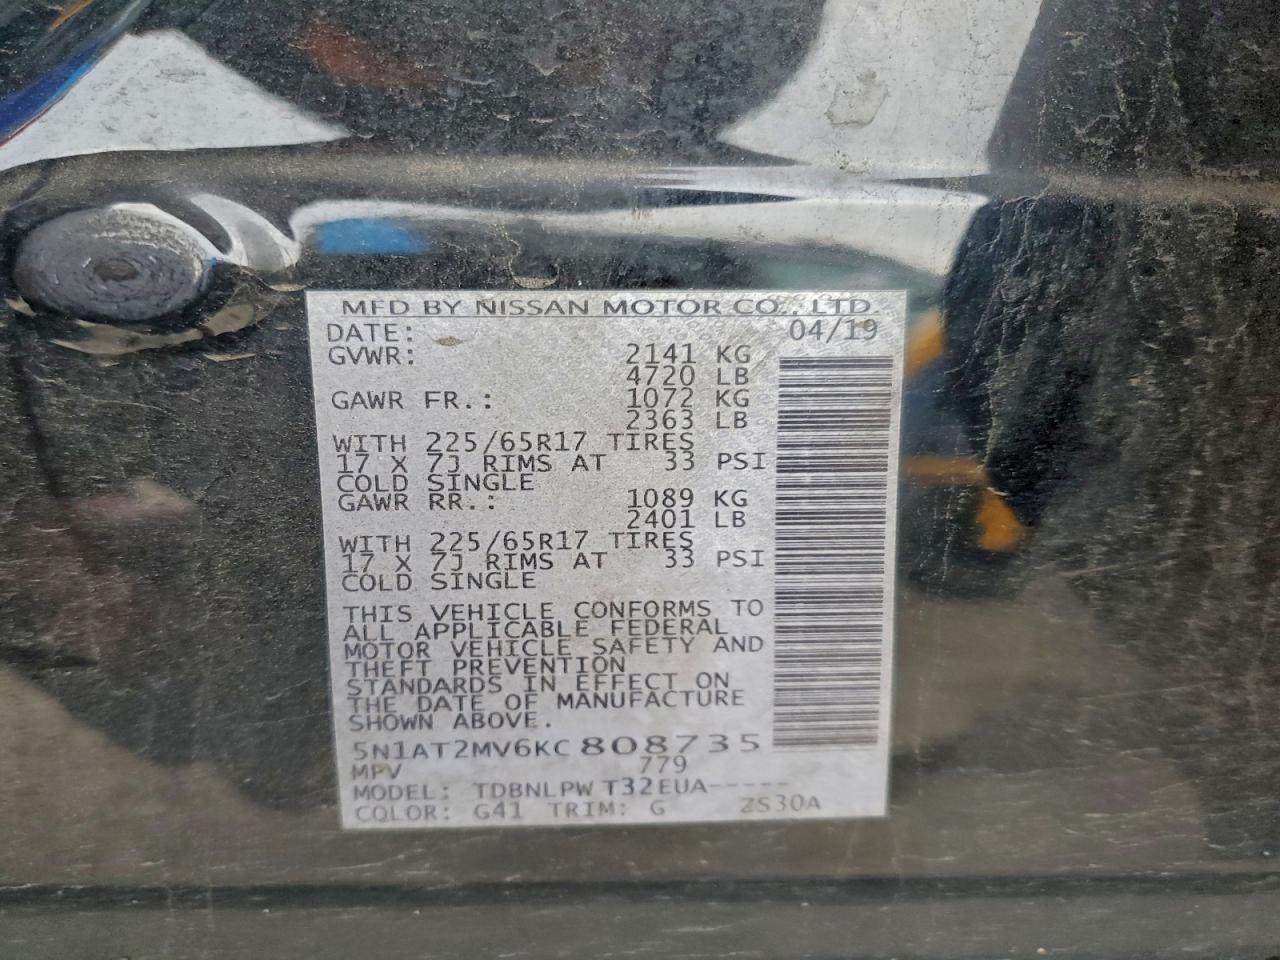 MFD BY NISSAN MOTOR CO., LTD.
DATE: 04/19
GVWR: 2141 KG
4720 LB
GAWR FR.: 1072 KG
2363 LB
WITH 225/65R17 TIRES
17 X 7J RIMS AT 33 PSI
COLD SINGLE
GAWR RR.: 1089 KG
2401 LB
WITH 225/65R17 TIRES
17 X 7J RIMS AT 33 PSI
COLD SINGLE
THIS VEHICLE CONFORMS TO
ALL APPLICABLE FEDERAL
MOTOR VEHICLE SAFETY AND
THEFT PREVENTION
STANDARDS IN EFFECT ON
THE DATE OF MANUFACTURE
SHOWN ABOVE.
5N1AT2MV6KC808735
MPV 779
MODEL: TDBNLPW T32EUA-----
COLOR: G41 TRIM: G ZS30A